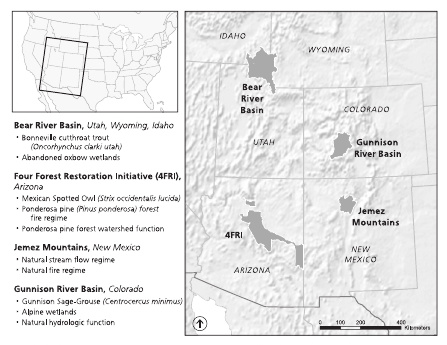 Bear River Basin, Utah, Wyoming, Idaho
• Bonneville cutthroat trout
(Oncorhynchus clarki utah)
• Abandoned oxbow wetlands
Four Forest Restoration Initiative (4FRI),
Arizona
• Mexican Spotted Owl (Strix occidentalis lucida)
• Ponderosa pine (Pinus ponderosa) forest
fire regime
• Ponderosa pine forest watershed function
Jemez Mountains, New Mexico
• Natural stream flow regime
• Natural fire regime
Gunnison River Basin, Colorado
• Gunnison Sage-Grouse (Centrocercus minimus)
• Alpine wetlands
• Natural hydrologic function
IDAHO
WYOMING
Bear
River
Basin
COLORADO
UTAH
Gunnison
River Basin
Jemez
Mountains
4FRI
NEW
MEXICO
ARIZONA
0 100 200 400
Kilometers